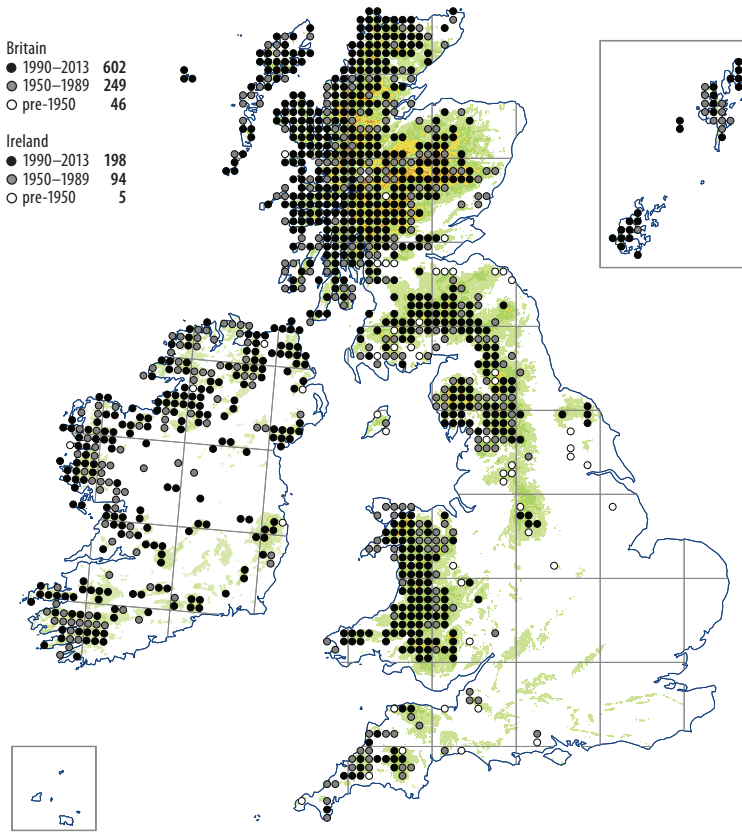 Britain
● 1990–2013 602
● 1950–1989 249
○ pre-1950 46
Ireland
● 1990–2013 198
● 1950–1989 94
○ pre-1950 5